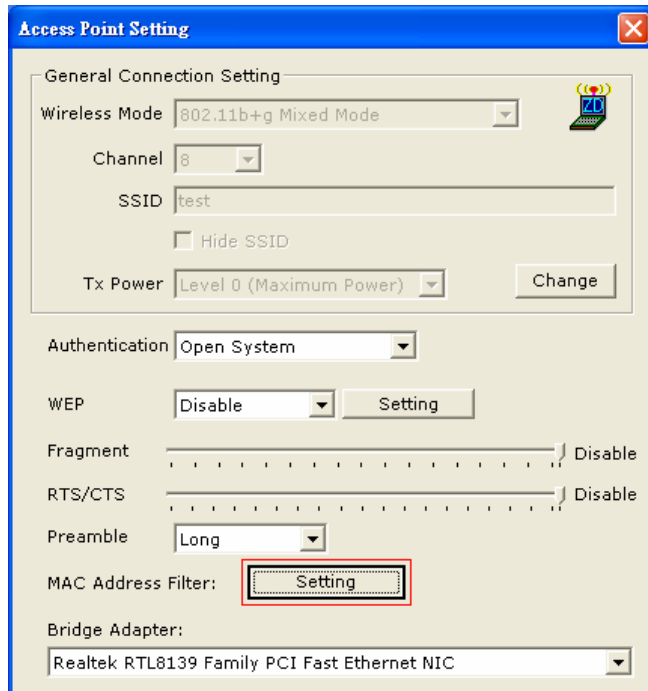 Access Point Setting
General Connection Setting
ZD
Wireless Mode 802.11b+g Mixed Mode
Channel 8
SSID test
Hide SSID
Tx Power Level 0 (Maximum Power) Change
Authentication Open System
WEP Disable Setting
Fragment Disable
RTS/CTS Disable
Preamble Long
MAC Address Filter: Setting
Bridge Adapter:
Realtek RTL8139 Family PCI Fast Ethernet NIC